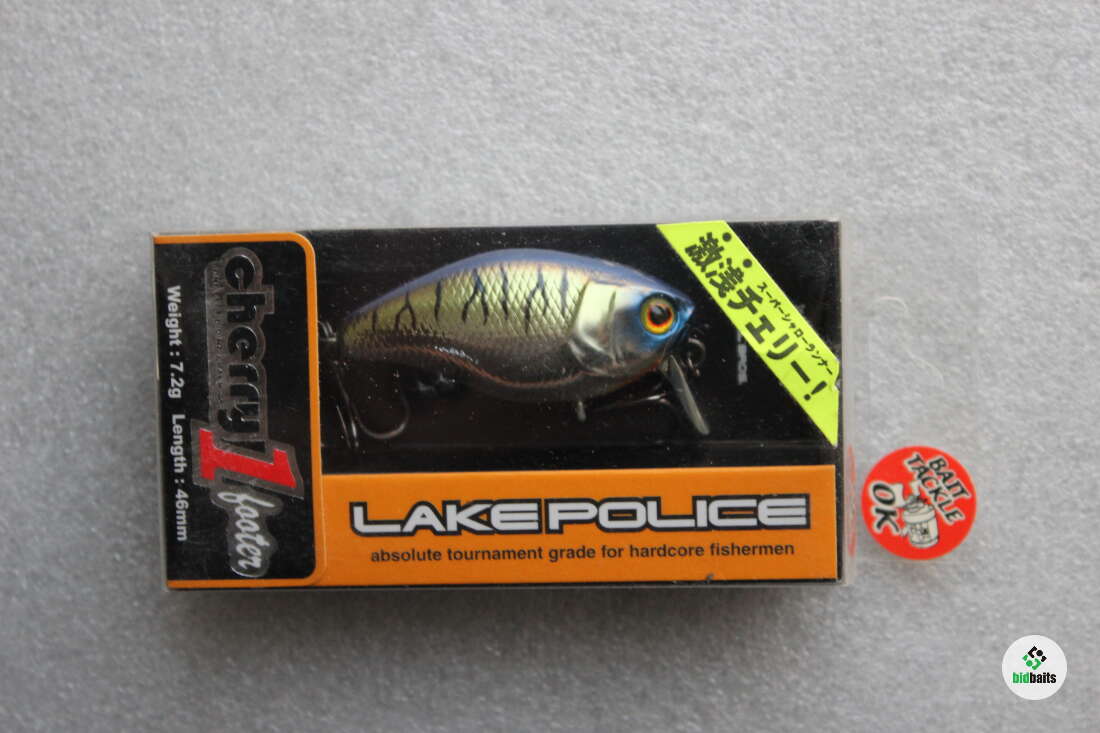 cherry
1
footer
Weight : 7.2g Length : 46mm
激浅チェリー!
スーパーシャローランナー
LAKE POLICE
absolute tournament grade for hardcore fishermen
BAIT
TACKLE
OK
bidbaits